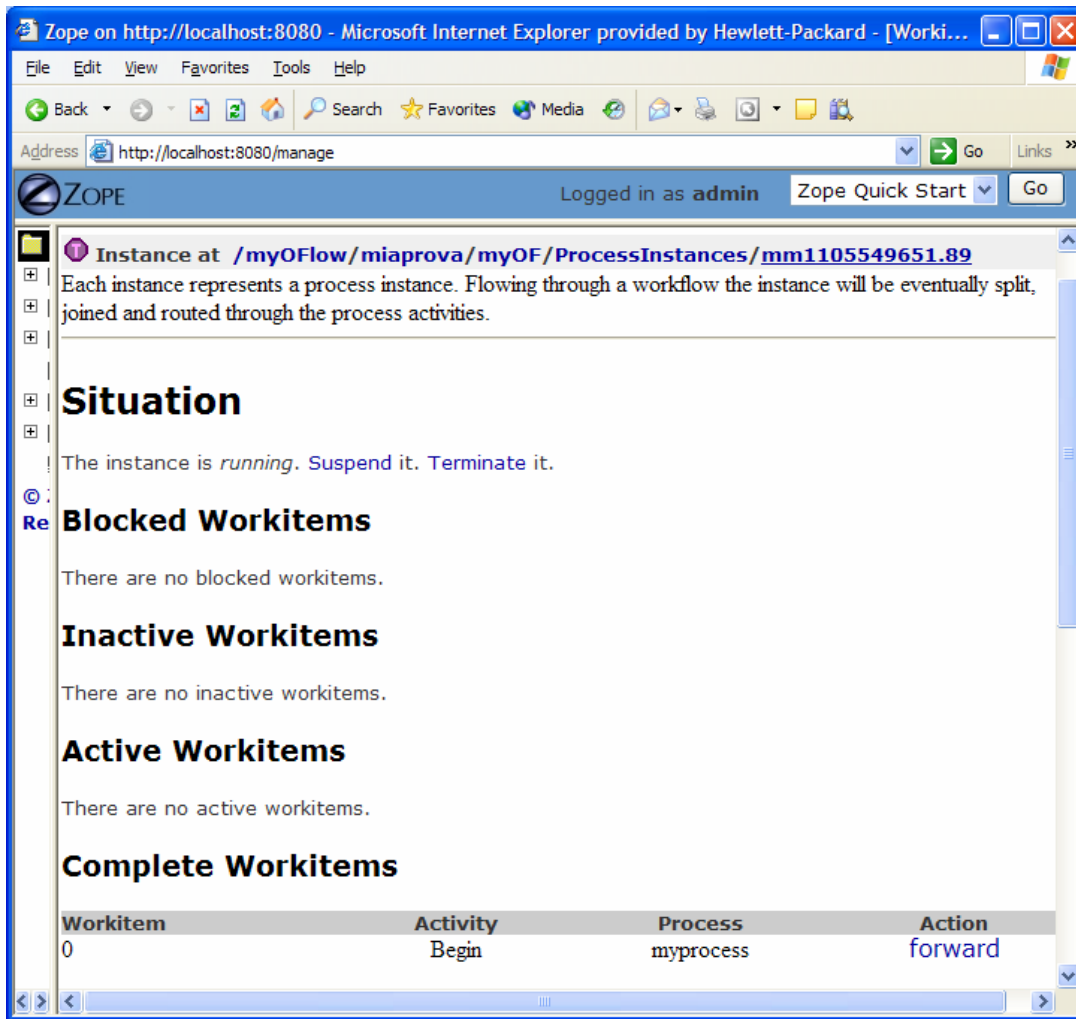 Zope on http://localhost:8080 - Microsoft Internet Explorer provided by Hewlett-Packard - [Worki...
File Edit View Favorites Tools Help
Back Search Favorites Media
Address http://localhost:8080/manage Go Links »
ZOPE Logged in as admin Zope Quick Start Go
Instance at /myOFlow/miaprova/myOF/ProcessInstances/mm1105549651.89
Each instance represents a process instance. Flowing through a workflow the instance will be eventually split,
joined and routed through the process activities.
Situation
The instance is running. Suspend it. Terminate it.
©
Re
Blocked Workitems
There are no blocked workitems.
Inactive Workitems
There are no inactive workitems.
Active Workitems
There are no active workitems.
Complete Workitems
Workitem Activity Process Action
0 Begin myprocess forward